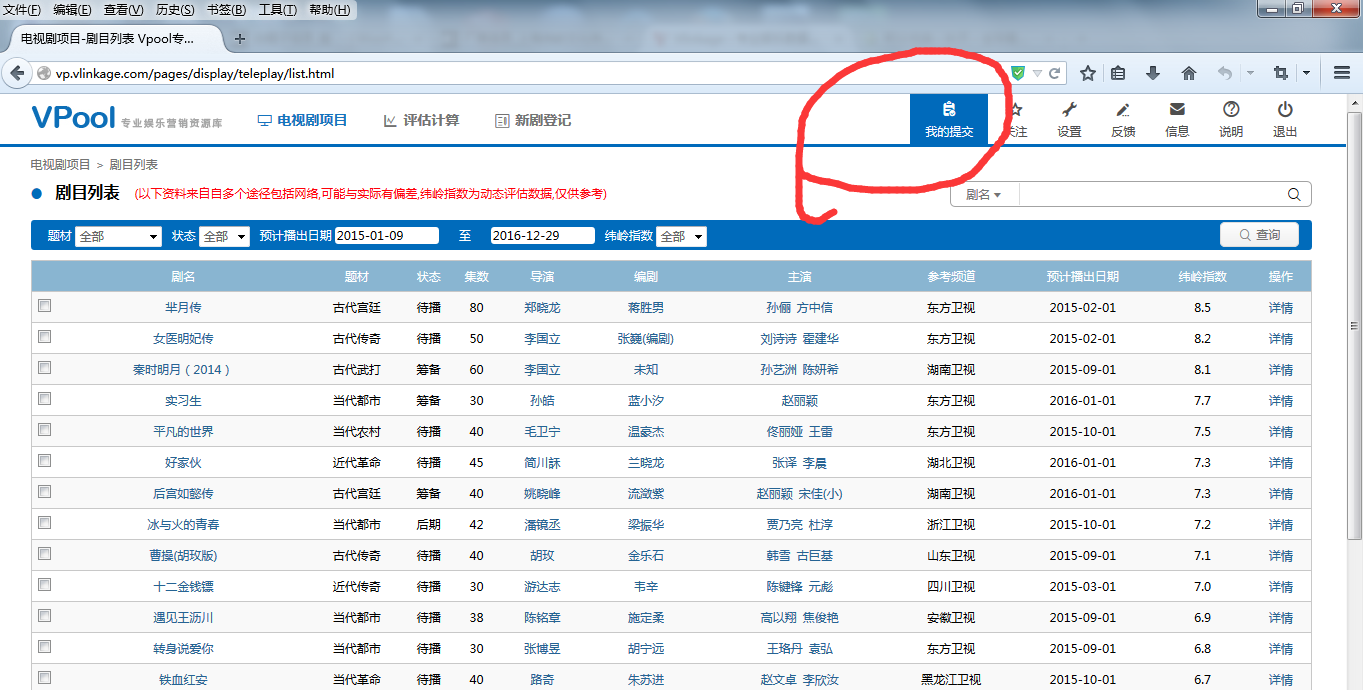 文件(F) 编辑(E) 查看(V) 历史(S) 书签(B) 工具(T) 帮助(H)
电视剧项目-剧目列表 Vpool专...
vp.vlinkage.com/pages/display/teleplay/list.html
VPool 专业娱乐营销资源库 电视剧项目 评估计算 新剧登记 我的提交 关注 设置 反馈 信息 说明 退出
电视剧项目 > 剧目列表
剧目列表 (以下资料来自自多个途径包括网络,可能与实际有偏差,纬岭指数为动态评估数据,仅供参考) 剧名
题材 全部 状态 全部 预计播出日期 2015-01-09 至 2016-12-29 纬岭指数 全部 查询
剧名 题材 状态 集数 导演 编剧 主演 参考频道 预计播出日期 纬岭指数 操作
芈月传 古代宫廷 待播 80 郑晓龙 蒋胜男 孙俪 方中信 东方卫视 2015-02-01 8.5 详情
女医明妃传 古代传奇 待播 50 李国立 张巍(编剧) 刘诗诗 霍建华 东方卫视 2015-02-01 8.2 详情
秦时明月（2014） 古代武打 筹备 60 李国立 未知 孙艺洲 陈妍希 湖南卫视 2015-09-01 8.1 详情
实习生 当代都市 筹备 30 孙皓 蓝小汐 赵丽颖 东方卫视 2016-01-01 7.7 详情
平凡的世界 当代农村 待播 40 毛卫宁 温豪杰 佟丽娅 王雷 东方卫视 2015-10-01 7.5 详情
好家伙 近代革命 待播 45 简川訸 兰晓龙 张译 李晨 湖北卫视 2016-01-01 7.3 详情
后宫如懿传 古代宫廷 筹备 40 姚晓峰 流潋紫 赵丽颖 宋佳(小) 湖南卫视 2016-01-01 7.3 详情
冰与火的青春 当代都市 后期 42 潘镜丞 梁振华 贾乃亮 杜淳 浙江卫视 2015-10-01 7.2 详情
曹操(胡玫版) 古代传奇 待播 40 胡玫 金乐石 韩雪 古巨基 山东卫视 2015-09-01 7.1 详情
十二金钱镖 近代传奇 待播 30 游达志 韦辛 陈键锋 元彪 四川卫视 2015-03-01 7.0 详情
遇见王沥川 当代都市 待播 38 陈铭章 施定柔 高以翔 焦俊艳 安徽卫视 2015-09-01 6.9 详情
转身说爱你 当代都市 待播 30 张博昱 胡宁远 王珞丹 袁弘 东方卫视 2015-09-01 6.8 详情
铁血红安 当代革命 待播 40 路奇 朱苏进 赵文卓 李欣汝 黑龙江卫视 2015-10-01 6.7 详情